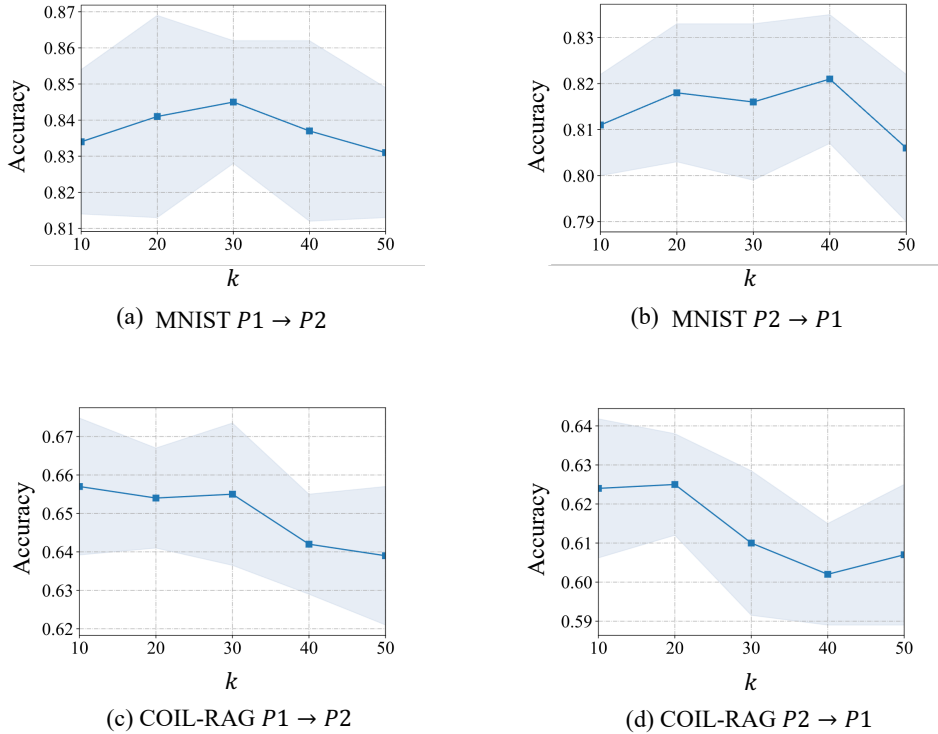 0.87
0.86
0.85
0.84
0.83
0.82
0.81
Accuracy
10 20 30 40 50
k
(a) MNIST P1 → P2
0.83
0.82
0.81
0.80
0.79
Accuracy
10 20 30 40 50
k
(b) MNIST P2 → P1
0.67
0.66
0.65
0.64
0.63
0.62
Accuracy
10 20 30 40 50
k
(c) COIL-RAG P1 → P2
0.64
0.63
0.62
0.61
0.60
0.59
Accuracy
10 20 30 40 50
k
(d) COIL-RAG P2 → P1